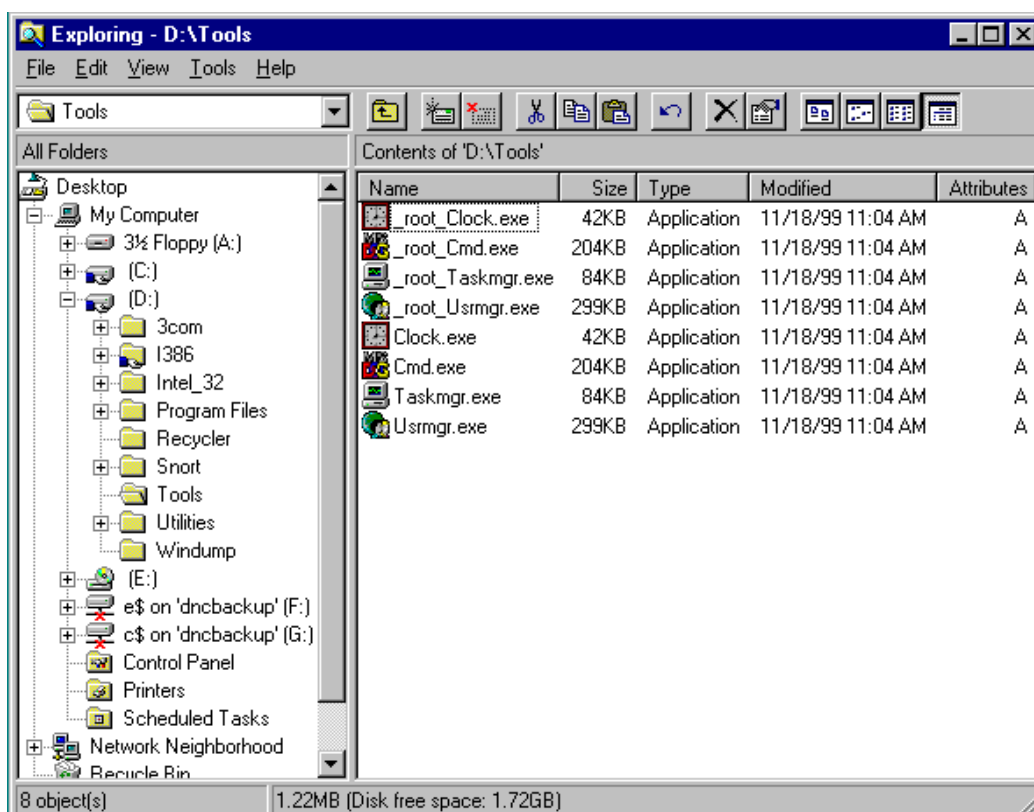 Exploring - D:\Tools
File Edit View Tools Help
Tools
All Folders
Contents of 'D:\Tools'
Desktop
My Computer
3½ Floppy (A:)
(C:)
(D:)
3com
I386
Intel_32
Program Files
Recycler
Snort
Tools
Utilities
Windump
(E:)
e$ on 'dncbackup' (F:)
c$ on 'dncbackup' (G:)
Control Panel
Printers
Scheduled Tasks
Network Neighborhood
Recycle Bin
Name Size Type Modified Attributes
_root_Clock.exe 42KB Application 11/18/99 11:04 AM A
_root_Cmd.exe 204KB Application 11/18/99 11:04 AM A
_root_Taskmgr.exe 84KB Application 11/18/99 11:04 AM A
_root_Usrmgr.exe 299KB Application 11/18/99 11:04 AM A
Clock.exe 42KB Application 11/18/99 11:04 AM A
Cmd.exe 204KB Application 11/18/99 11:04 AM A
Taskmgr.exe 84KB Application 11/18/99 11:04 AM A
Usrmgr.exe 299KB Application 11/18/99 11:04 AM A
8 object(s)
1.22MB (Disk free space: 1.72GB)